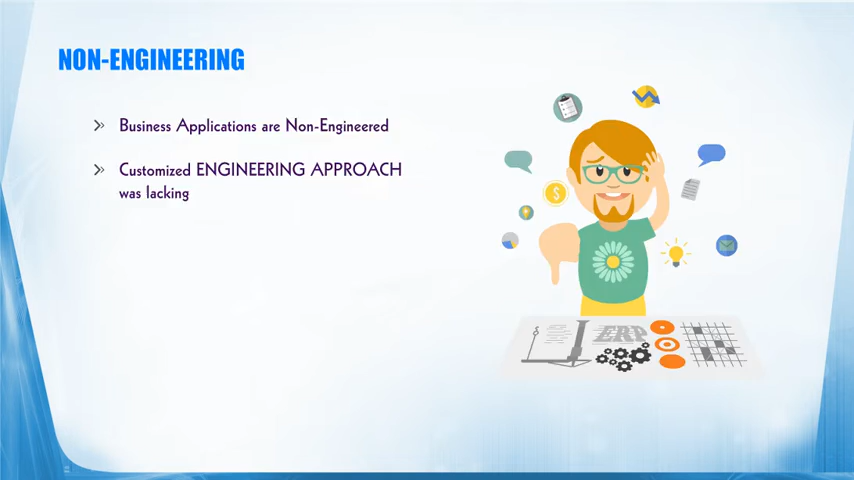 NON-ENGINEERING
Business Applications are Non-Engineered
Customized ENGINEERING APPROACH
was lacking
$
ERP